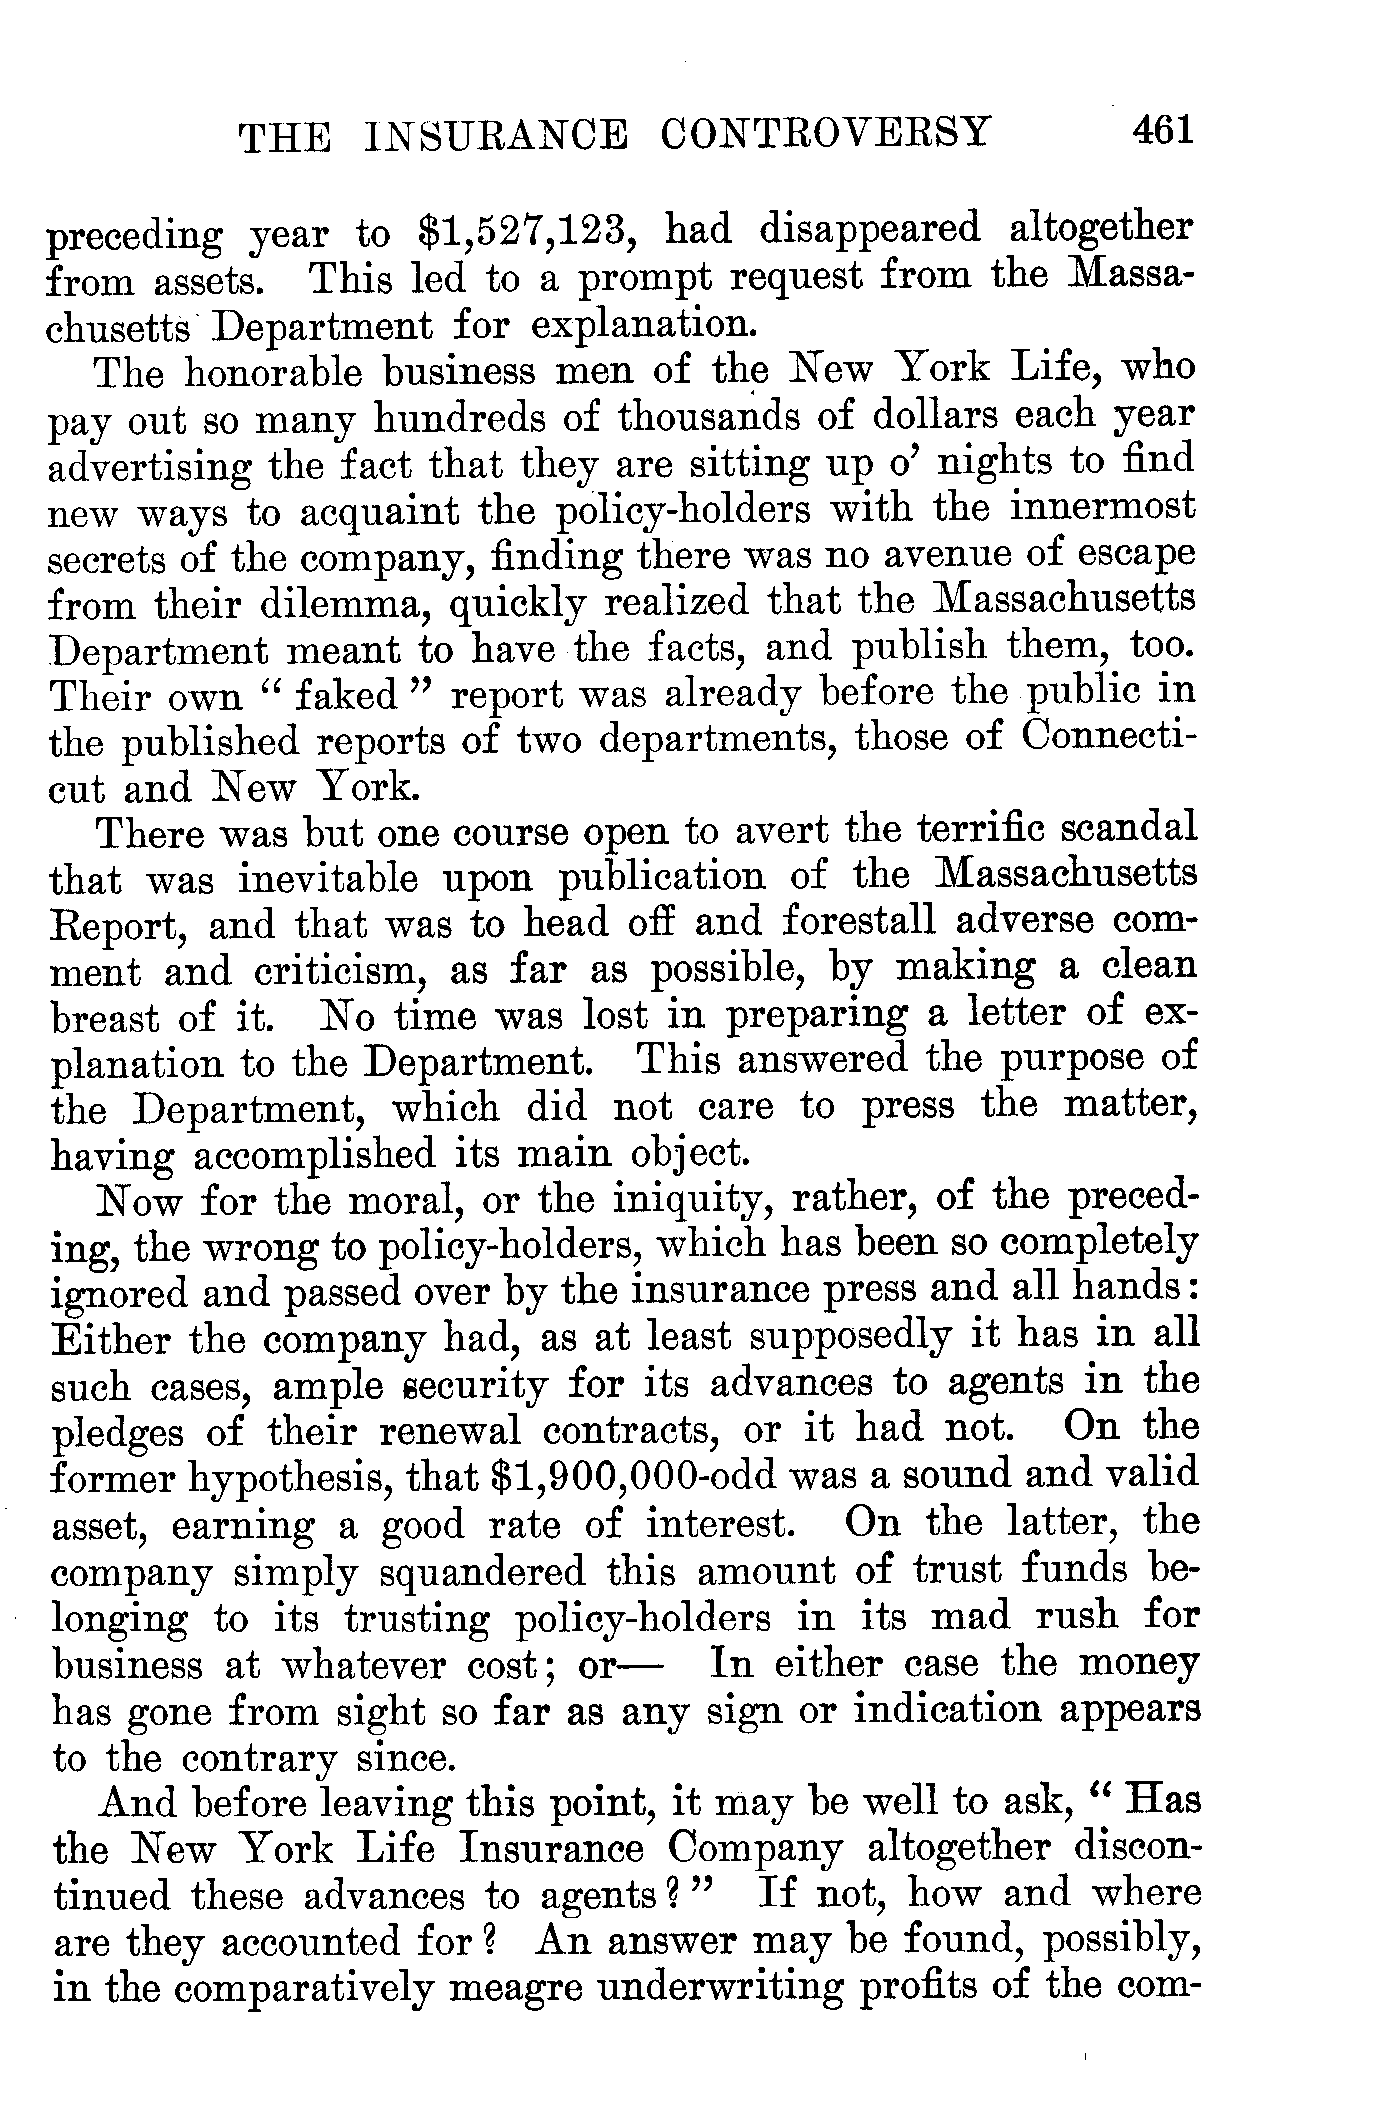 THE INSURANCE CONTROVERSY 461
preceding year to $1,527,123, had disappeared altogether
from assets. This led to a prompt request from the Massa-
chusetts Department for explanation.
The honorable business men of the New York Life, who
pay out so many hundreds of thousands of dollars each year
advertising the fact that they are sitting up o' nights to find
new ways to acquaint the policy-holders with the innermost
secrets of the company, finding there was no avenue of escape
from their dilemma, quickly realized that the Massachusetts
Department meant to have the facts, and publish them, too.
Their own " faked " report was already before the public in
the published reports of two departments, those of Connecti-
cut and New York.
There was but one course open to avert the terrific scandal
that was inevitable upon publication of the Massachusetts
Report, and that was to head off and forestall adverse com-
ment and criticism, as far as possible, by making a clean
breast of it. No time was lost in preparing a letter of ex-
planation to the Department. This answered the purpose of
the Department, which did not care to press the matter,
having accomplished its main object.
Now for the moral, or the iniquity, rather, of the preced-
ing, the wrong to policy-holders, which has been so completely
ignored and passed over by the insurance press and all hands:
Either the company had, as at least supposedly it has in all
such cases, ample security for its advances to agents in the
pledges of their renewal contracts, or it had not. On the
former hypothesis, that $1,900,000-odd was a sound and valid
asset, earning a good rate of interest. On the latter, the
company simply squandered this amount of trust funds be-
longing to its trusting policy-holders in its mad rush for
business at whatever cost; or— In either case the money
has gone from sight so far as any sign or indication appears
to the contrary since.
And before leaving this point, it may be well to ask, " Has
the New York Life Insurance Company altogether discon-
tinued these advances to agents? " If not, how and where
are they accounted for? An answer may be found, possibly,
in the comparatively meagre underwriting profits of the com-